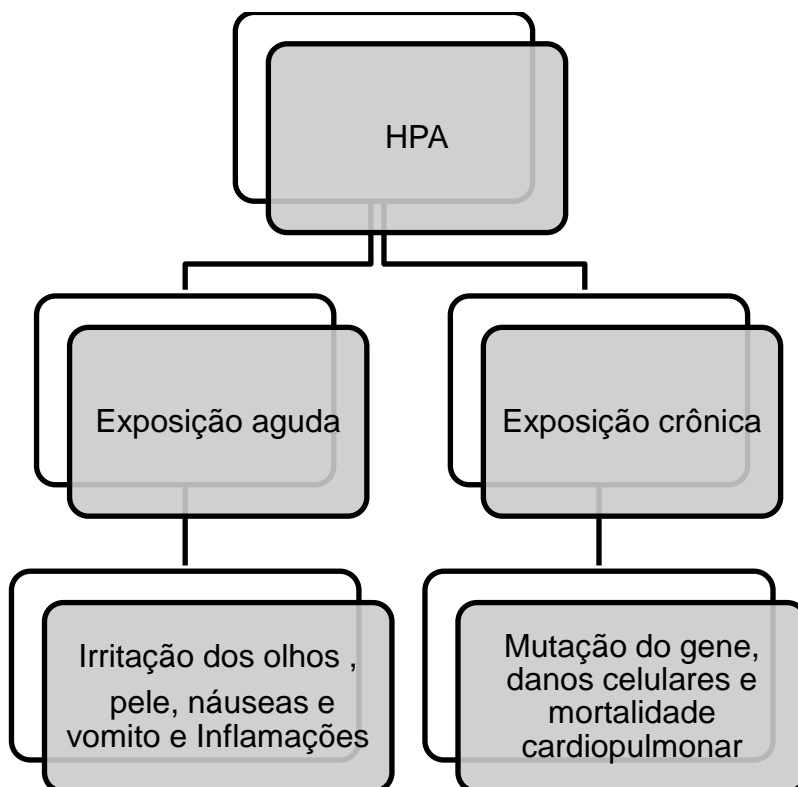 HPA
Exposição aguda
Exposição crônica
Irritação dos olhos ,
pele, náuseas e
vomito e Inflamações
Mutação do gene,
danos celulares e
mortalidade
cardiopulmonar